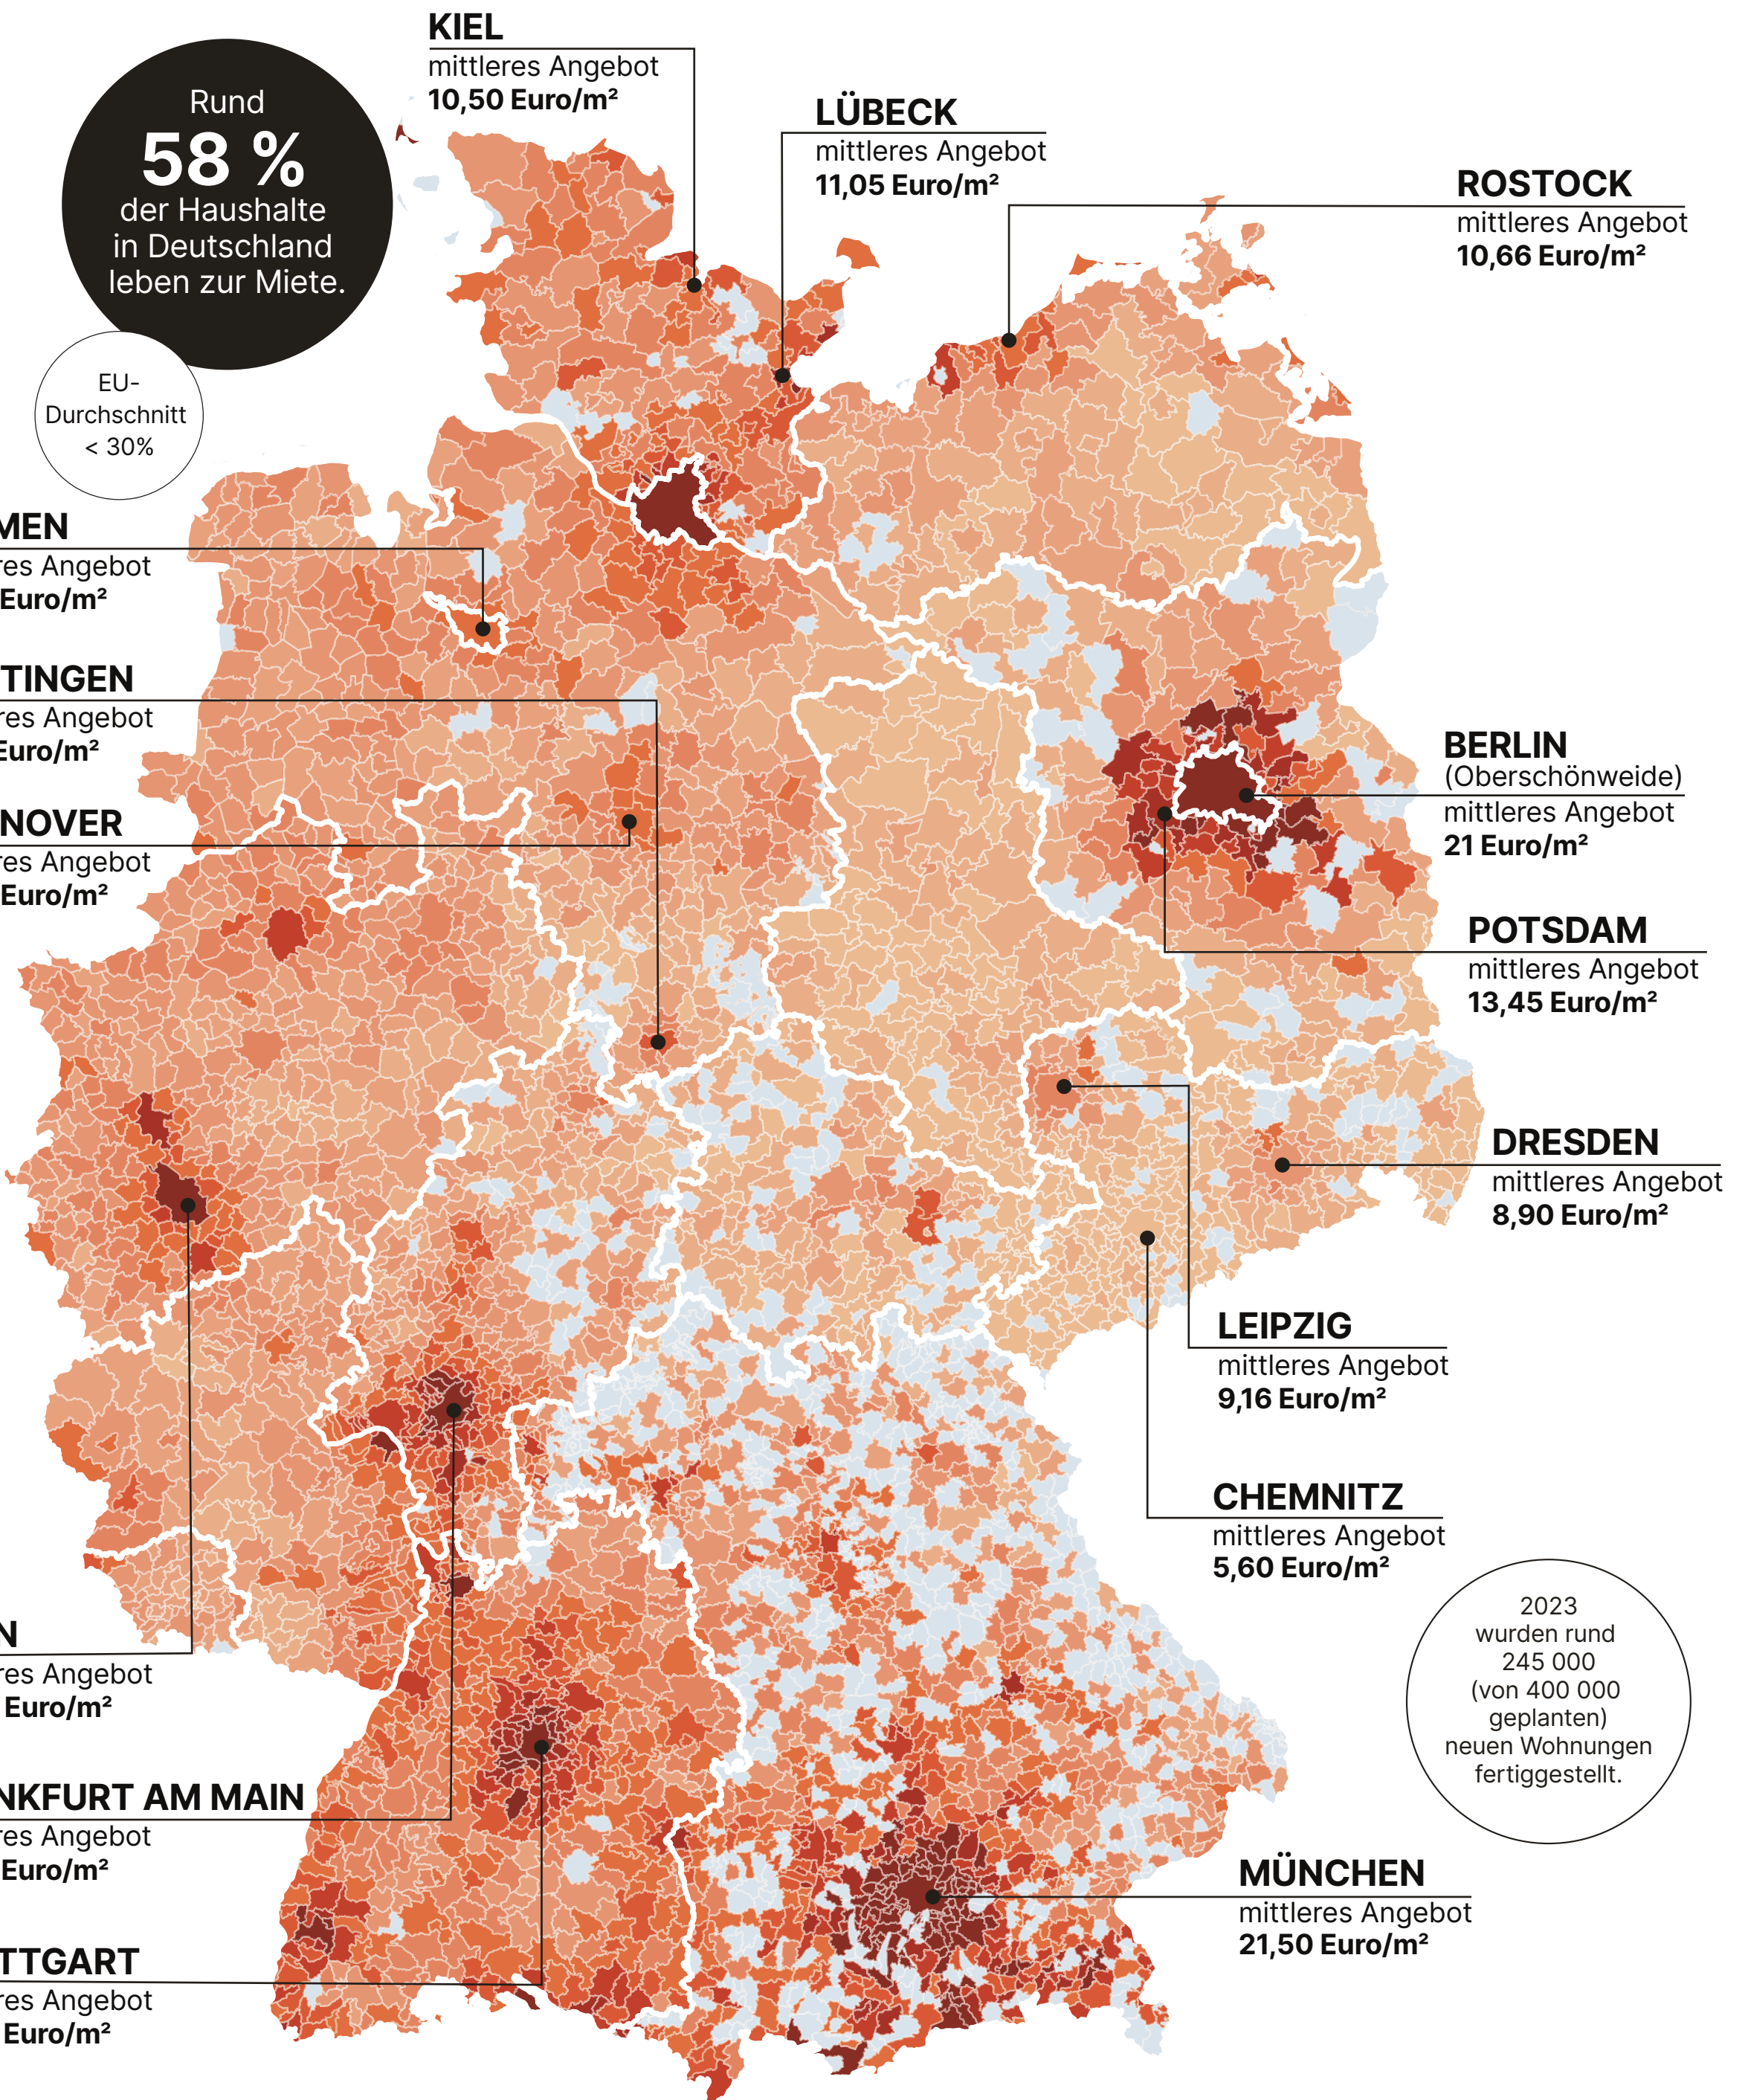 KIEL
mittleres Angebot
10,50 Euro/m²
Rund
58 %
der Haushalte
in Deutschland
leben zur Miete.
EU-
Durchschnitt
< 30%
LÜBECK
mittleres Angebot
11,05 Euro/m²
ROSTOCK
mittleres Angebot
10,66 Euro/m²
MEN
res Angebot
Euro/m²
TINGEN
res Angebot
Euro/m²
NOVER
res Angebot
Euro/m²
BERLIN
(Oberschönweide)
mittleres Angebot
21 Euro/m²
POTSDAM
mittleres Angebot
13,45 Euro/m²
DRESDEN
mittleres Angebot
8,90 Euro/m²
LEIPZIG
mittleres Angebot
9,16 Euro/m²
CHEMNITZ
mittleres Angebot
5,60 Euro/m²
2023
wurden rund
245 000
(von 400 000
geplanten)
neuen Wohnungen
fertiggestellt.
N
res Angebot
Euro/m²
NKFURT AM MAIN
res Angebot
Euro/m²
MÜNCHEN
mittleres Angebot
21,50 Euro/m²
TTGART
res Angebot
Euro/m²